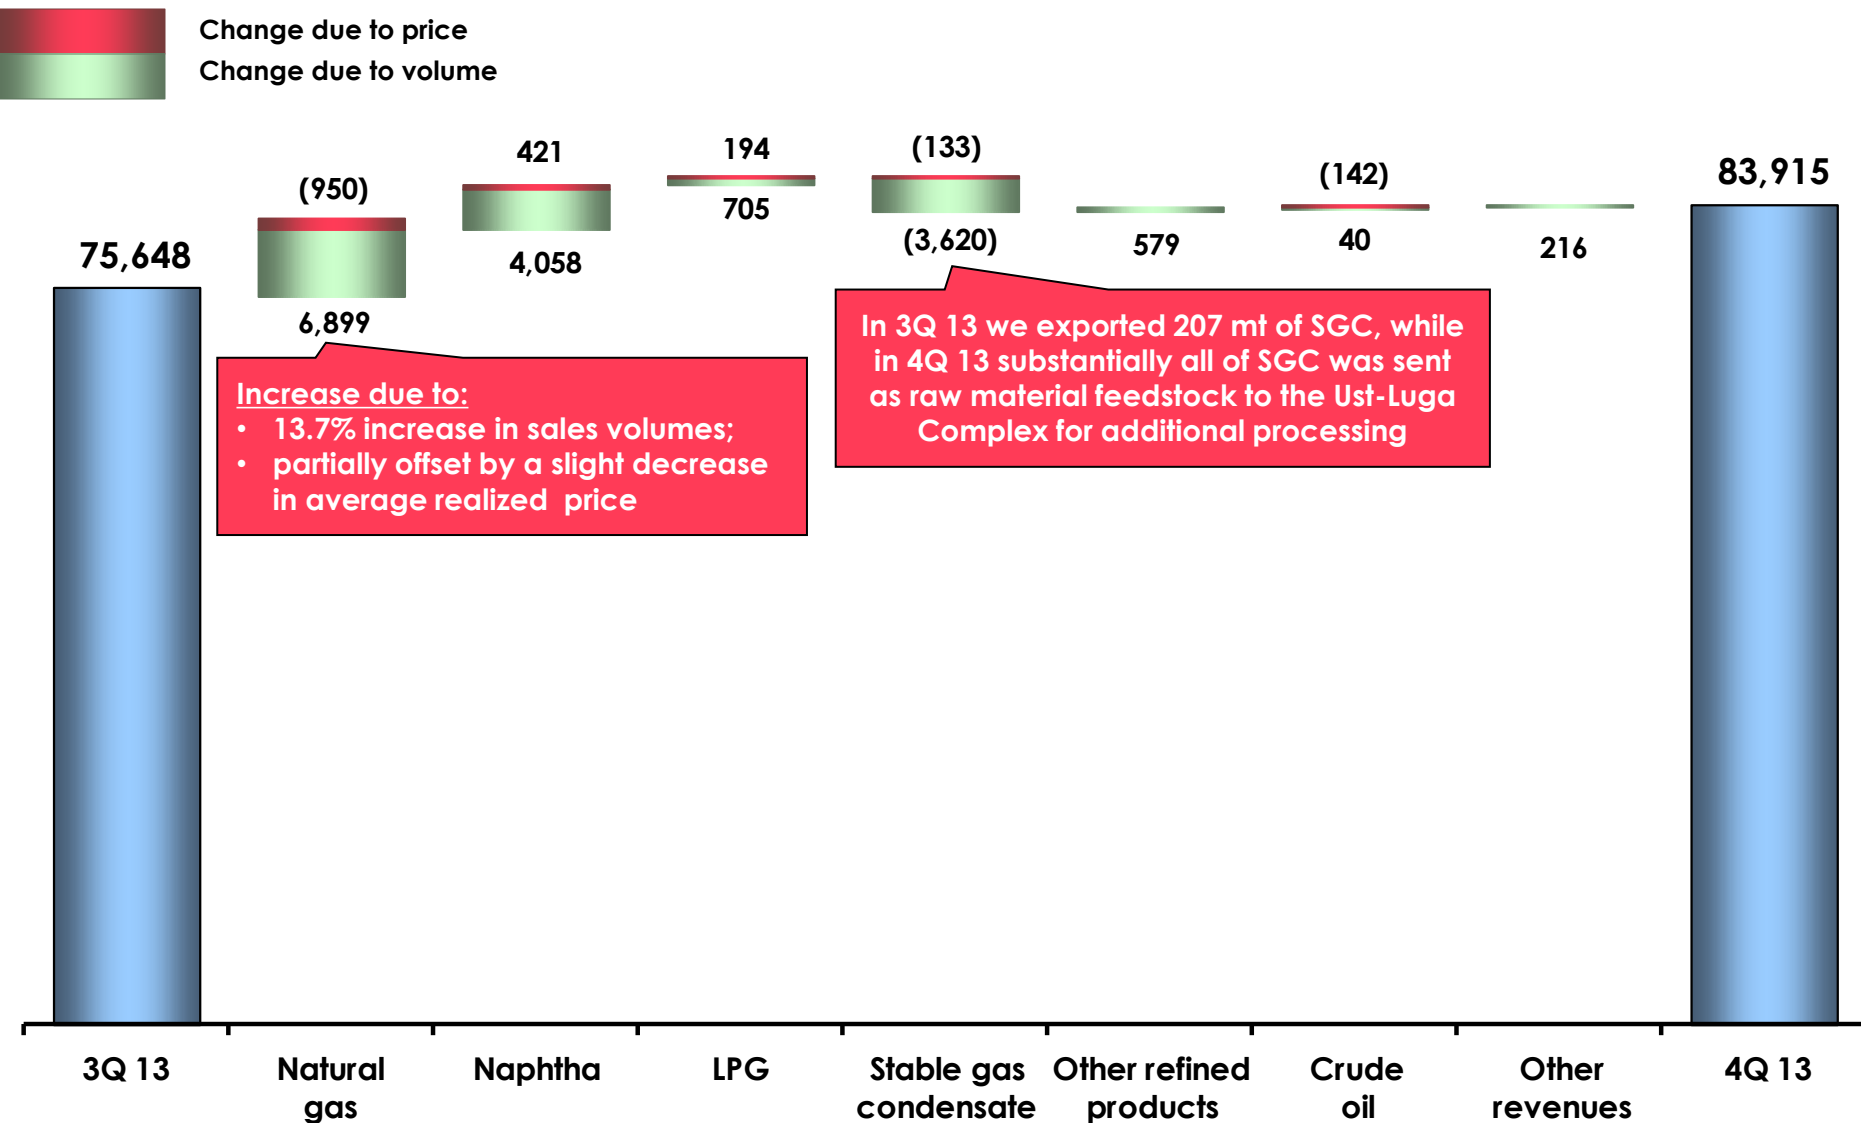 Change due to price
Change due to volume
75,648
(950)
6,899
421
4,058
194
705
(133)
(3,620)
579
(142)
40
216
83,915
Increase due to:
• 13.7% increase in sales volumes;
• partially offset by a slight decrease
in average realized price
In 3Q 13 we exported 207 mt of SGC, while
in 4Q 13 substantially all of SGC was sent
as raw material feedstock to the Ust-Luga
Complex for additional processing
3Q 13
Natural
gas
Naphtha
LPG
Stable gas
condensate
Other refined
products
Crude
oil
Other
revenues
4Q 13